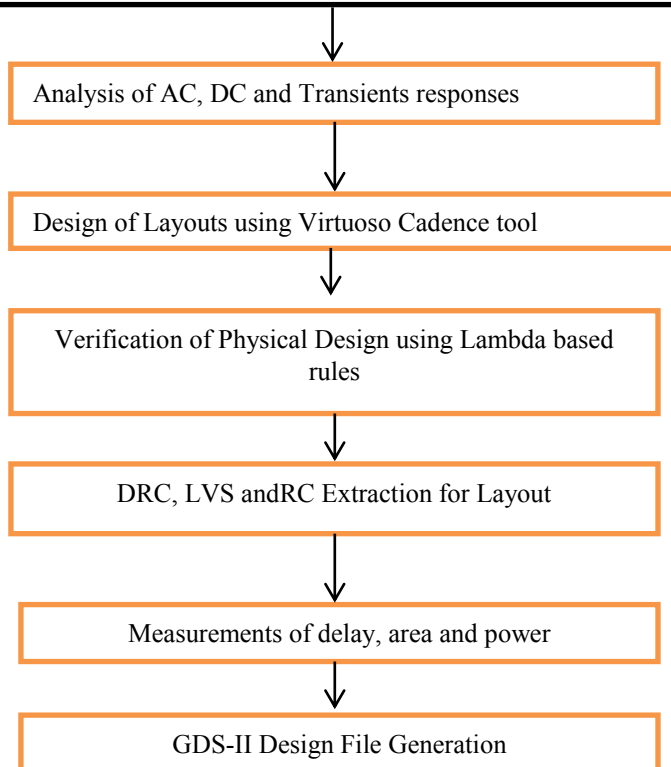 Analysis of AC, DC and Transients responses
Design of Layouts using Virtuoso Cadence tool
Verification of Physical Design using Lambda based
rules
DRC, LVS andRC Extraction for Layout
Measurements of delay, area and power
GDS-II Design File Generation